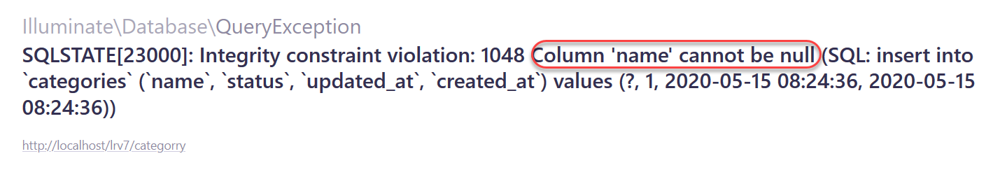 Illuminate\Database\QueryException
SQLSTATE[23000]: Integrity constraint violation: 1048 Column 'name' cannot be null (SQL: insert into
`categories` (`name`, `status`, `updated_at`, `created_at`) values (?, 1, 2020-05-15 08:24:36, 2020-05-15
08:24:36))
http://localhost/lrv7/categorry